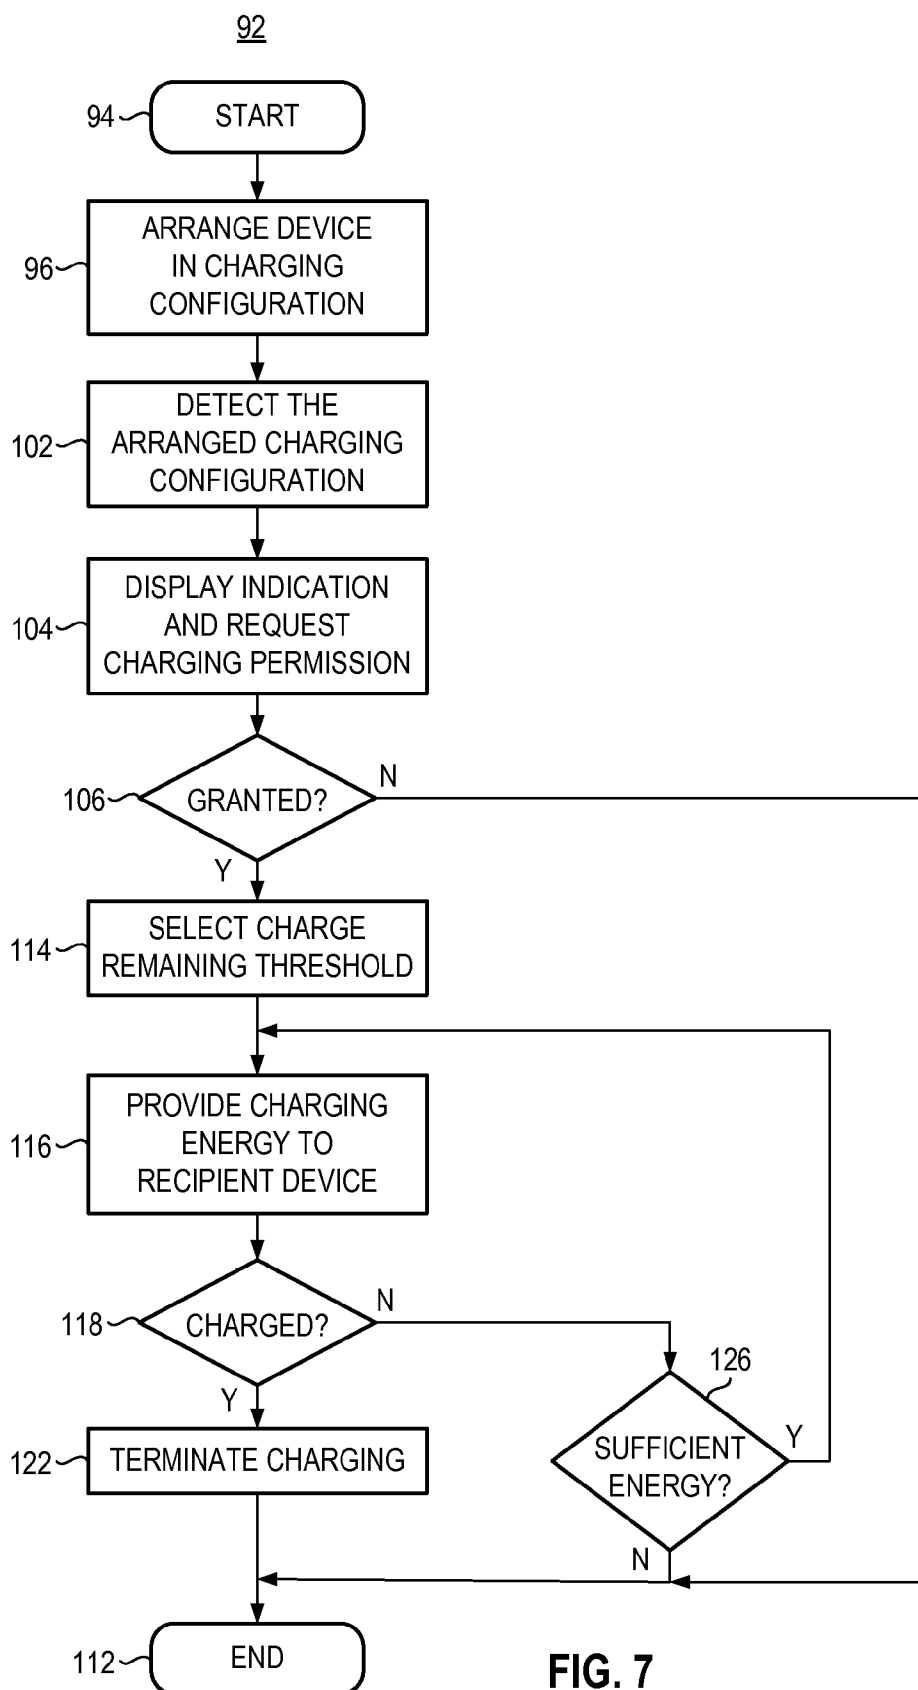 92
94
START
96
ARRANGE DEVICE
IN CHARGING
CONFIGURATION
102
DETECT THE
ARRANGED CHARGING
CONFIGURATION
104
DISPLAY INDICATION
AND REQUEST
CHARGING PERMISSION
106
GRANTED?
N
Y
114
SELECT CHARGE
REMAINING THRESHOLD
116
PROVIDE CHARGING
ENERGY TO
RECIPIENT DEVICE
118
CHARGED?
N
Y
126
SUFFICIENT
ENERGY?
Y
N
122
TERMINATE CHARGING
112
END
FIG. 7